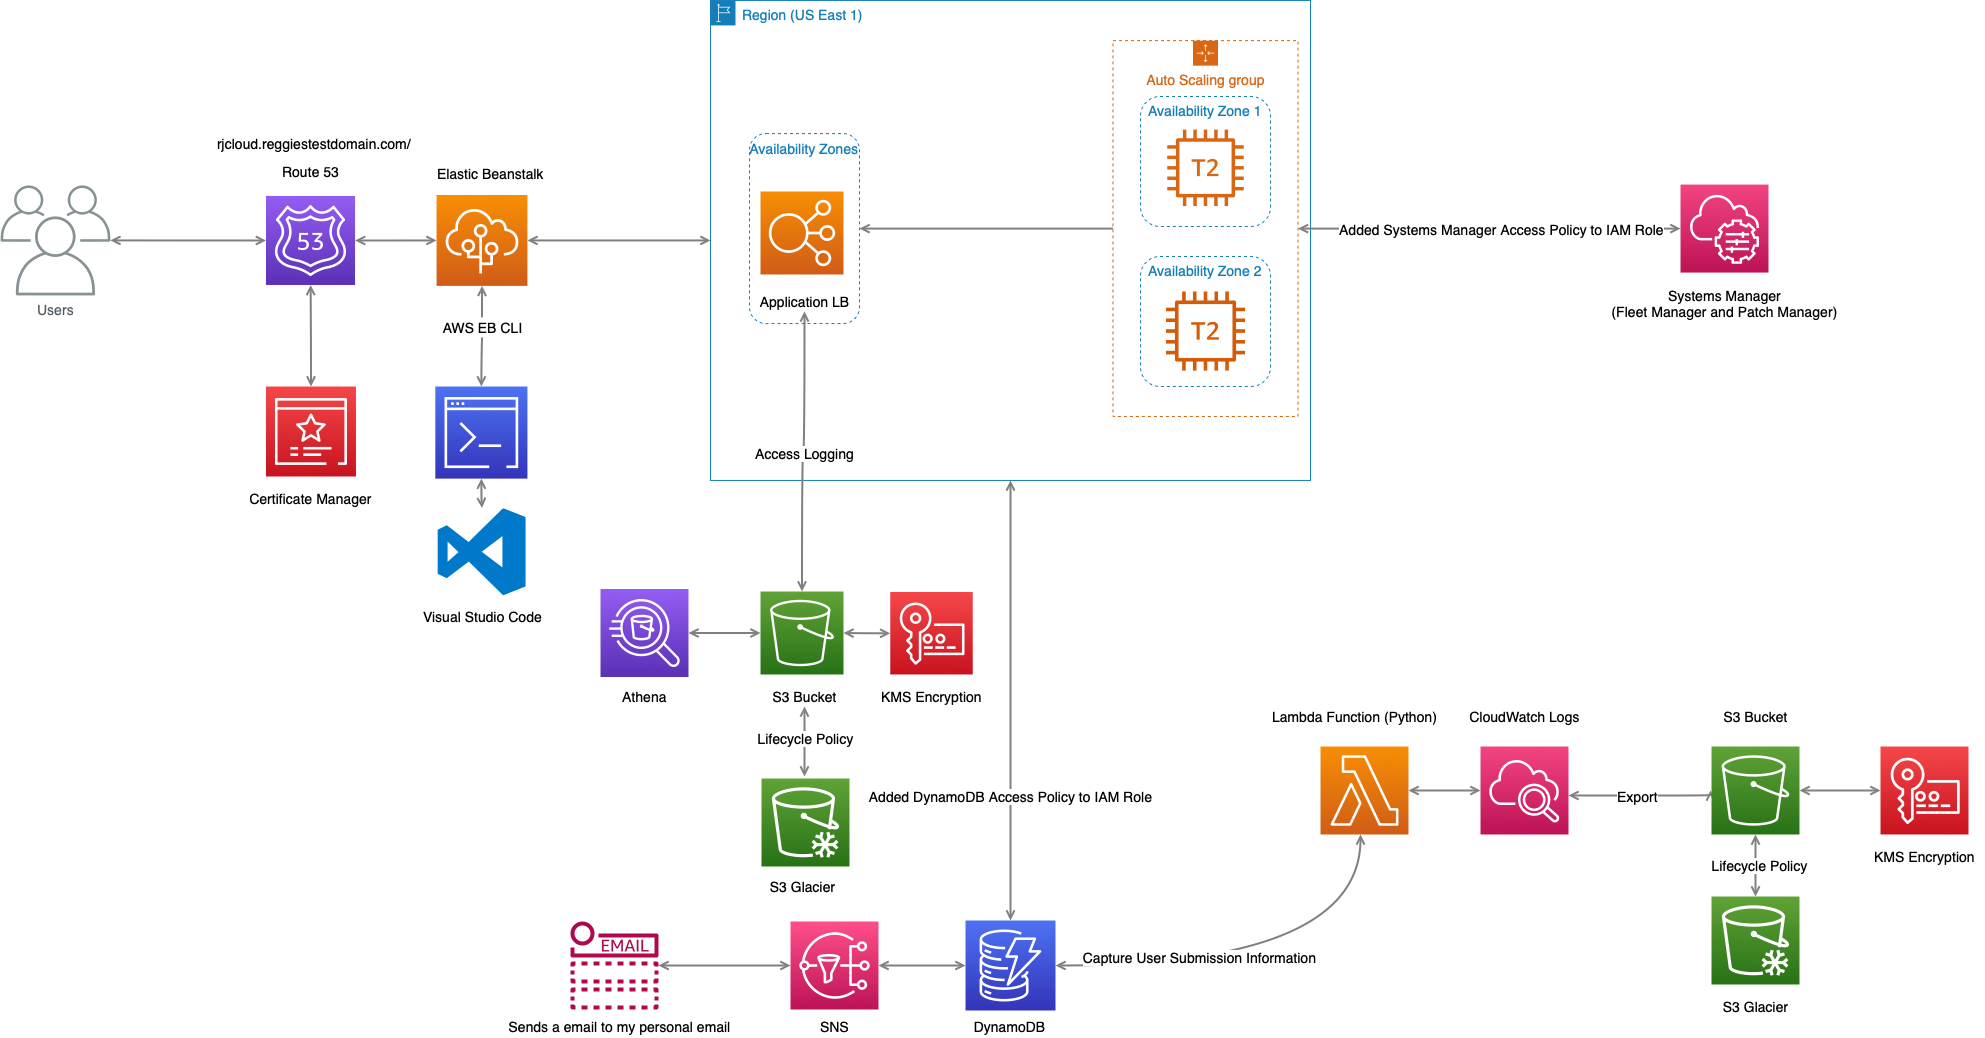 Region (US East 1)
Auto Scaling group
Availability Zone 1
T2
Availability Zone 2
T2
Availability Zones
Application LB
rjcloud.reggiestestdomain.com/
Route 53
53
Elastic Beanstalk
Users
AWS EB CLI
Certificate Manager
Visual Studio Code
Added Systems Manager Access Policy to IAM Role
Systems Manager
(Fleet Manager and Patch Manager)
Access Logging
Athena
S3 Bucket
KMS Encryption
Lifecycle Policy
S3 Glacier
Added DynamoDB Access Policy to IAM Role
Lambda Function (Python)
CloudWatch Logs
Export
S3 Bucket
KMS Encryption
Lifecycle Policy
S3 Glacier
Capture User Submission Information
EMAIL
Sends a email to my personal email
SNS
DynamoDB